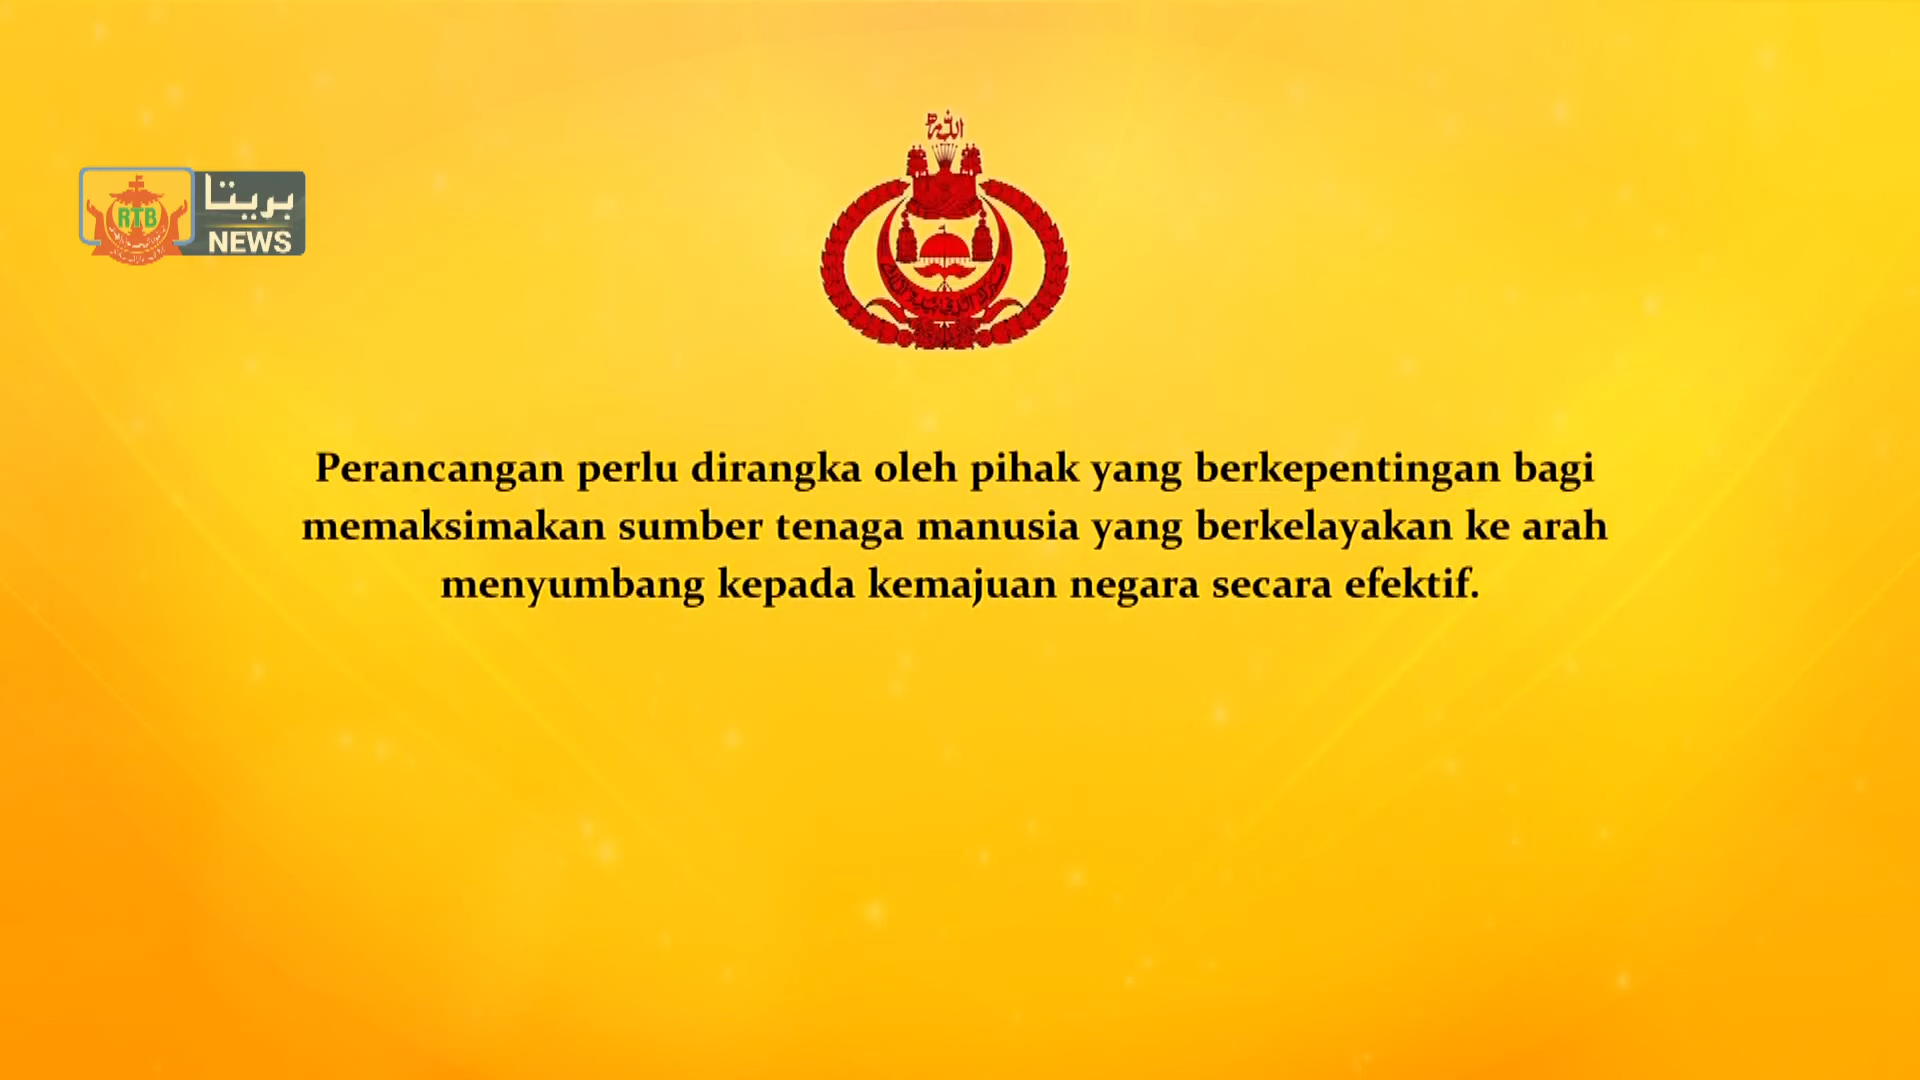 بريتا
RTB
NEWS
Perancangan perlu dirangka oleh pihak yang berkepentingan bagi
memaksimakan sumber tenaga manusia yang berkelayakan ke arah
menyumbang kepada kemajuan negara secara efektif.